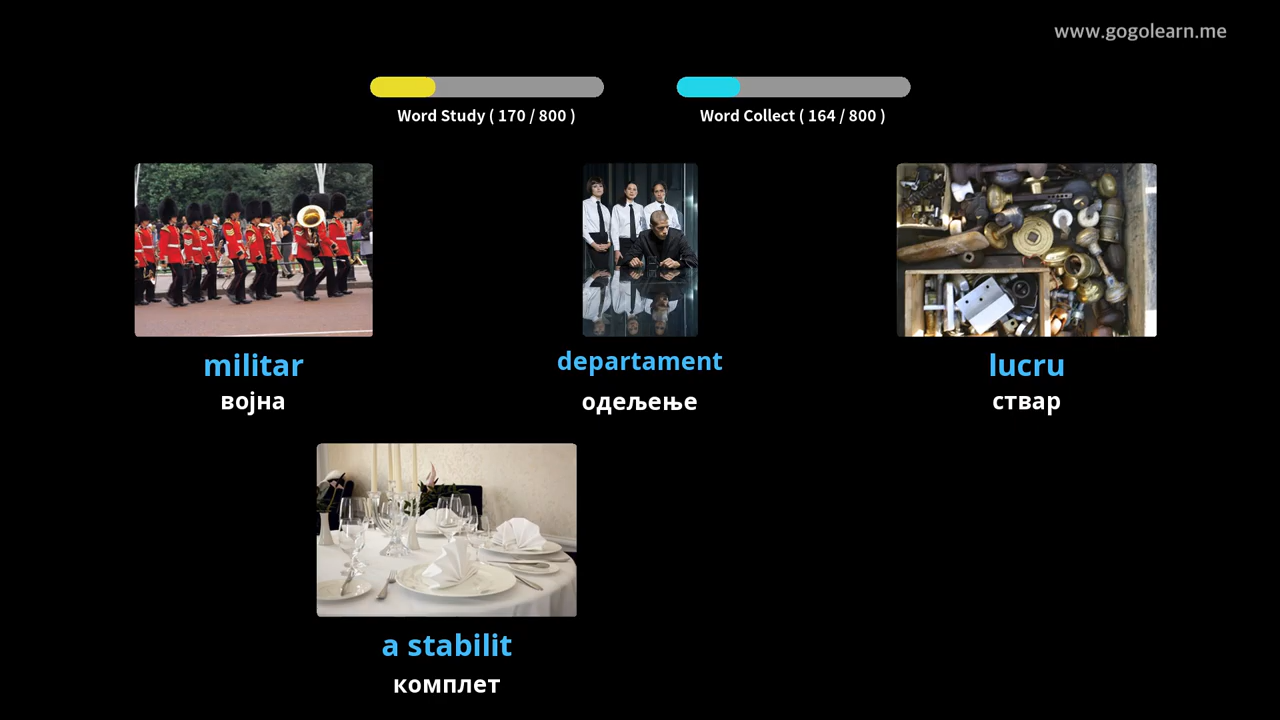 www.gogolearn.me
Word Study ( 170 / 800 )
Word Collect ( 164 / 800 )
militar
војна
departament
одељење
lucru
ствар
a stabilit
комплет